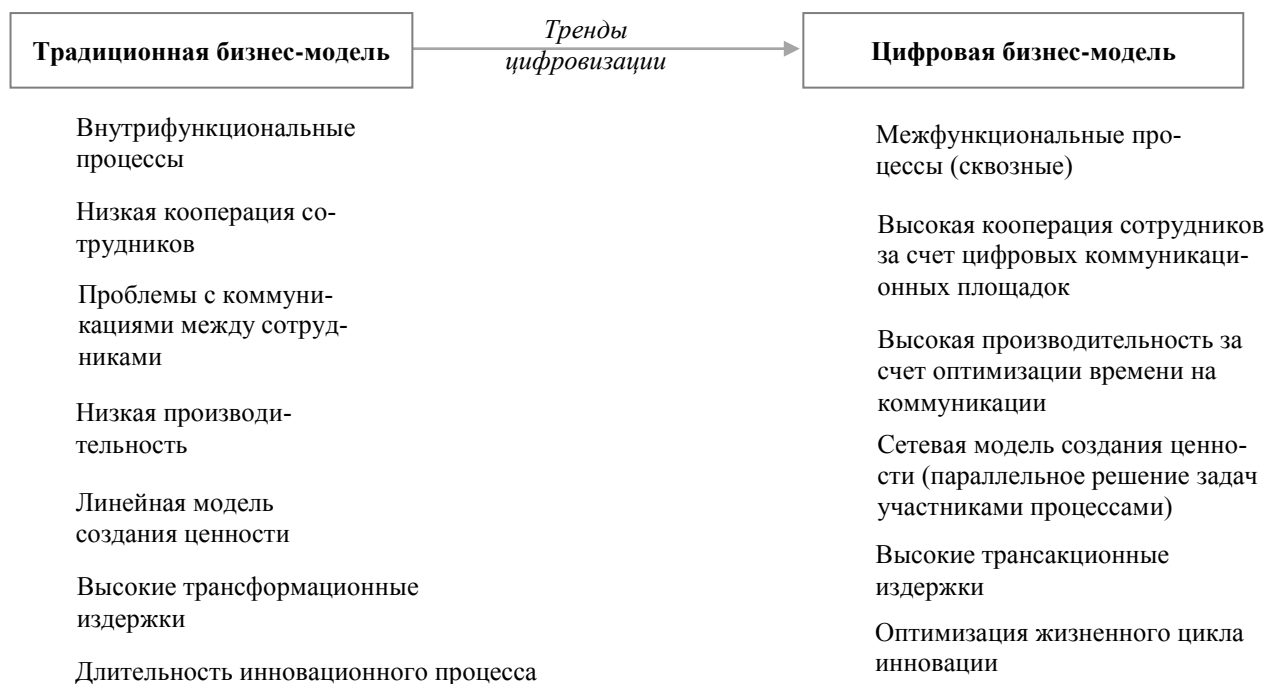 Традиционная бизнес-модель
Тренды
цифровизации
Цифровая бизнес-модель
Внутрифункциональные
процессы
Низкая кооперация со-
трудников
Проблемы с коммуни-
кациями между сотруд-
никами
Низкая производи-
тельность
Линейная модель
создания ценности
Высокие трансформационные
издержки
Длительность инновационного процесса
Межфункциональные про-
цессы (сквозные)
Высокая кооперация сотрудников
за счет цифровых коммуникаци-
онных площадок
Высокая производительность за
счет оптимизации времени на
коммуникации
Сетевая модель создания ценно-
сти (параллельное решение задач
участниками процессами)
Высокие трансакционные
издержки
Оптимизация жизненного цикла
инновации